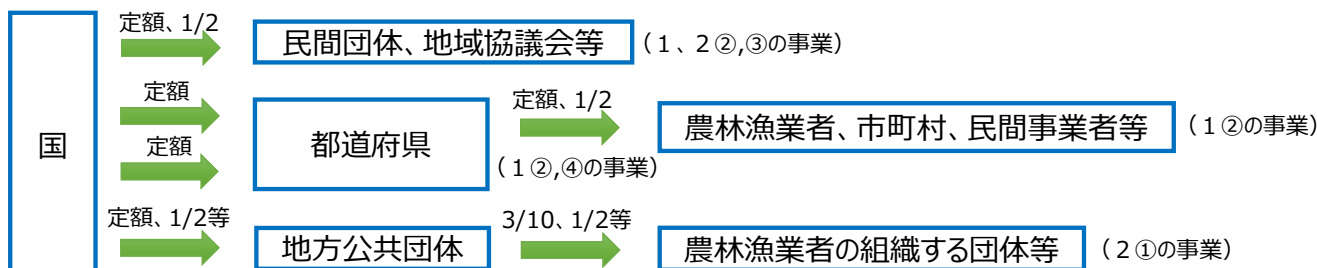 定額、1/2
民間団体、地域協議会等 (1、2②,③の事業)
定額
定額、1/2
国
定額
都道府県
農林漁業者、市町村、民間事業者等 (1②の事業)
(1②,④の事業)
定額、1/2等
3/10、1/2等
地方公共団体
農林漁業者の組織する団体等 (2①の事業)